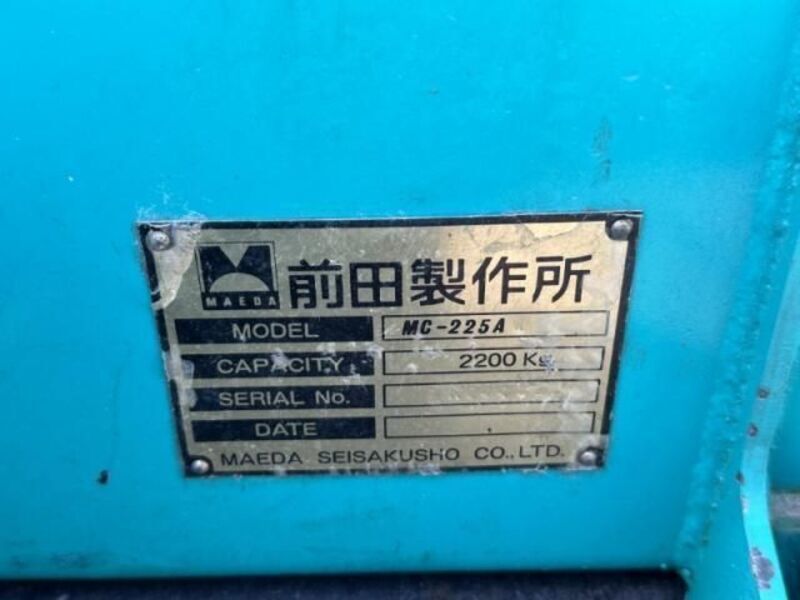 MAEDA
前田製作所
MODEL MC-225A
CAPACITY 2200 Kg
SERIAL No.
DATE
MAEDA SEISAKUSHO CO.,LTD.